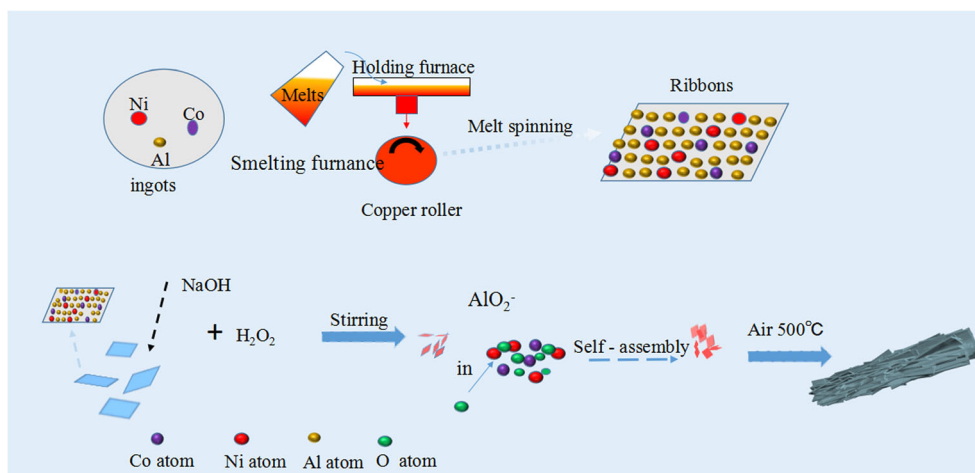 Ni
Co
Al
ingots
Melts
Holding furnace
Smelting furnance
Copper roller
Melt spinning
Ribbons
NaOH
+ H₂O₂
Stirring
AlO₂⁻
in
Self - assembly
Air 500℃
Co atom
Ni atom
Al atom
O atom